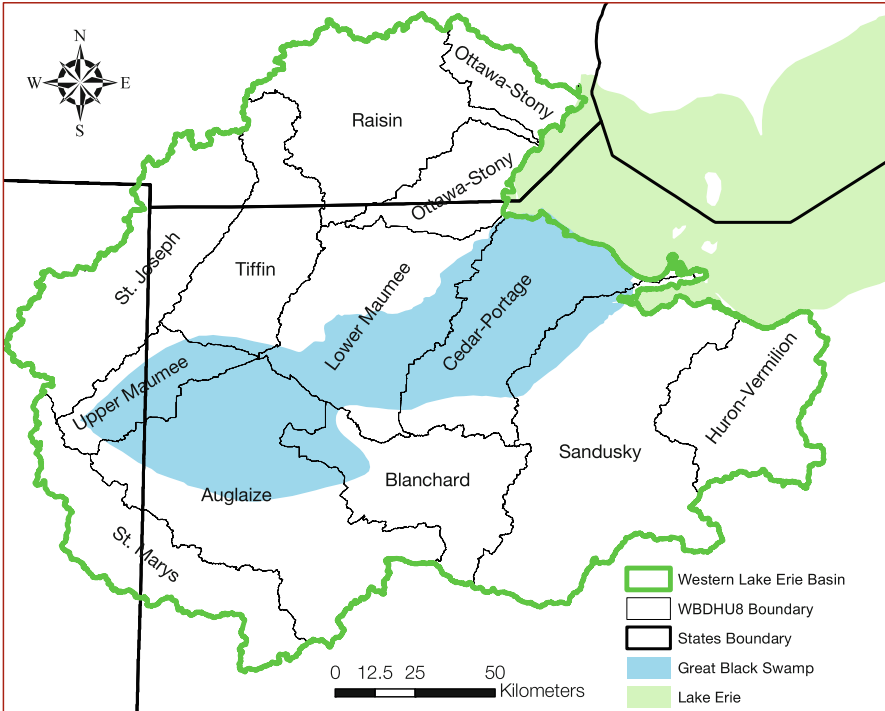 N
W
E
S
Ottawa-Stony
Raisin
Ottawa-Stony
St. Joseph
Tiffin
Lower Maumee
Cedar-Portage
Upper Maumee
Huron-Vermilion
Sandusky
Blanchard
Auglaize
St. Marys
Western Lake Erie Basin
WBDHU8 Boundary
States Boundary
Great Black Swamp
Lake Erie
0 12.5 25 50
Kilometers